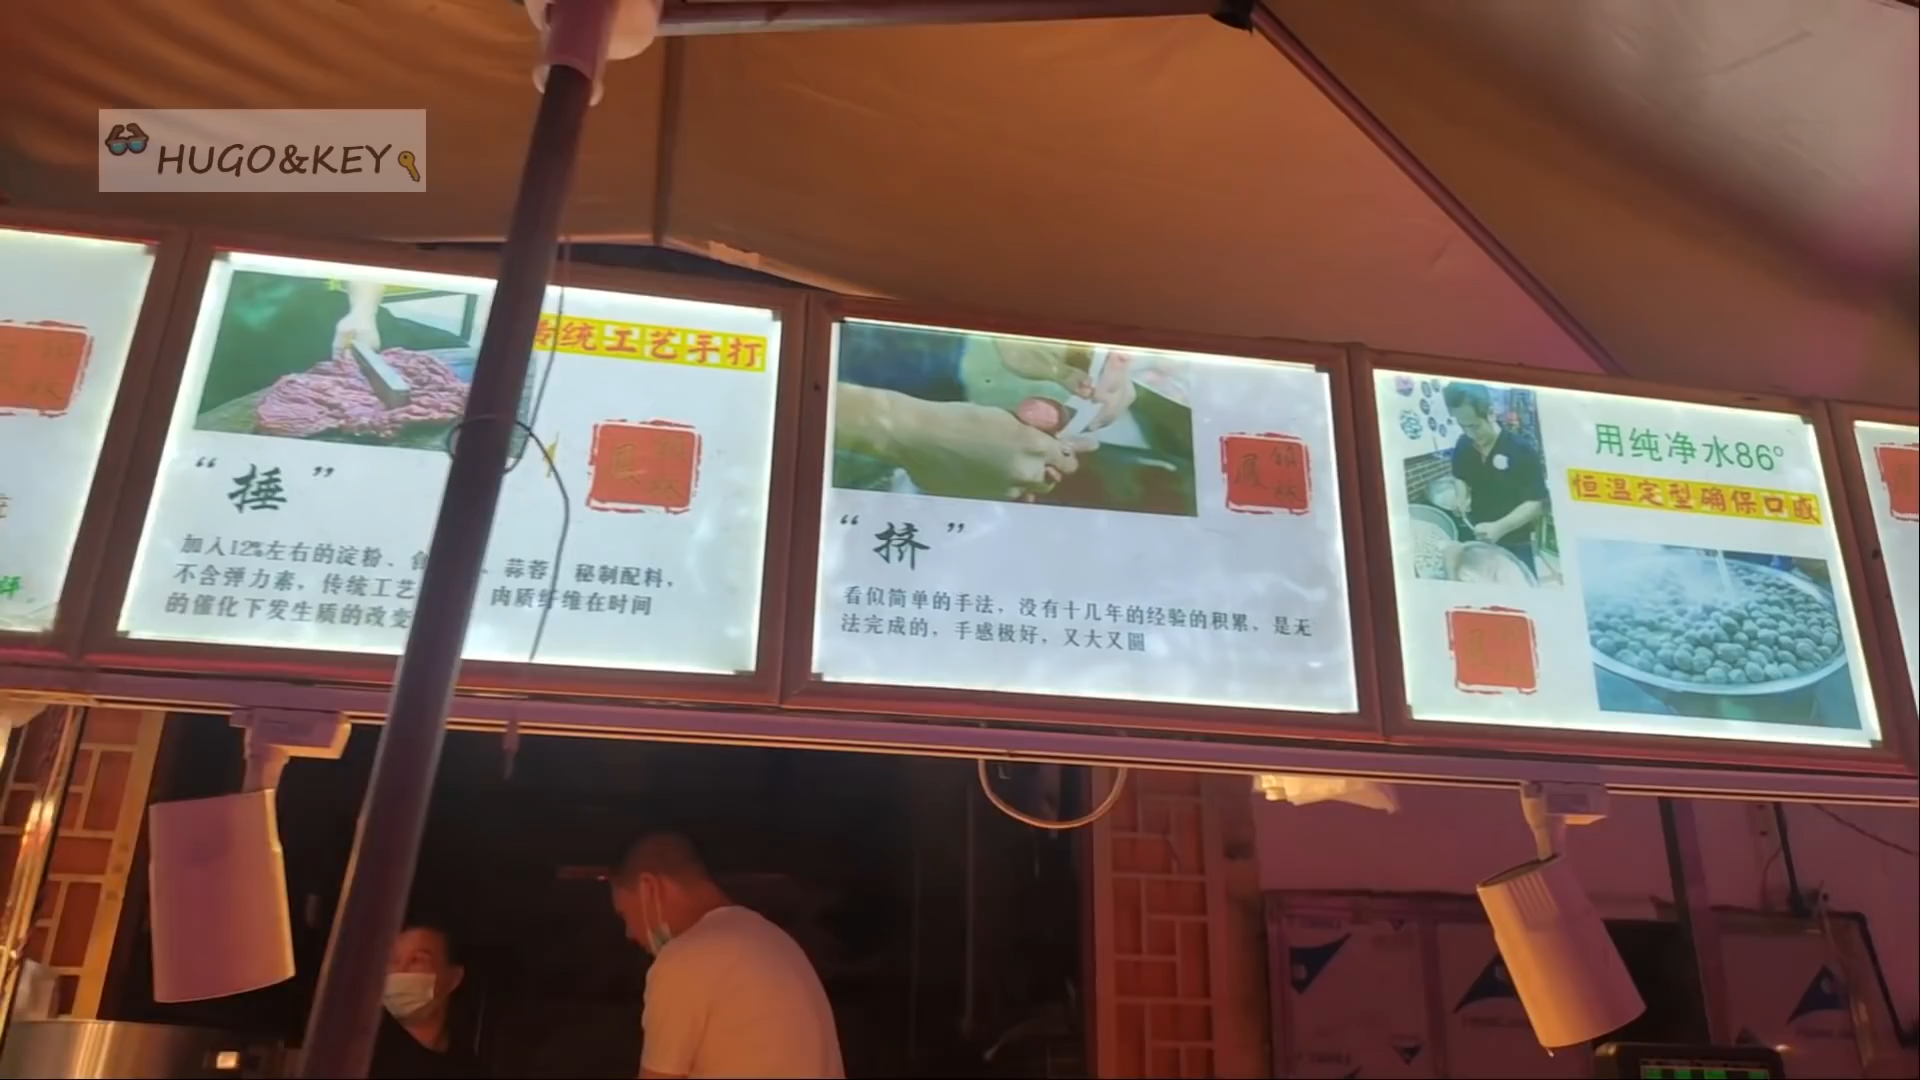 HUGO&KEY
传统工艺手打
“捶”
加入12%左右的淀粉、
蒜蓉
秘制配料，
不含弹力素，传统工艺
肉质纤维在时间
的催化下发生质的改变
“挤”
看似简单的手法，没有十几年的经验的积累，是无
法完成的，手感极好，又大又圆
用纯净水86°
恒温定型确保口感